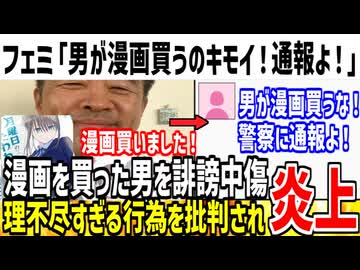 フェミ「男が漫画買うのキモイ！通報よ！」
男が漫画買うな！
警察に通報よ！
漫画買いました！
漫画を買った男を誹謗中傷
理不尽すぎる行為を批判され
炎上